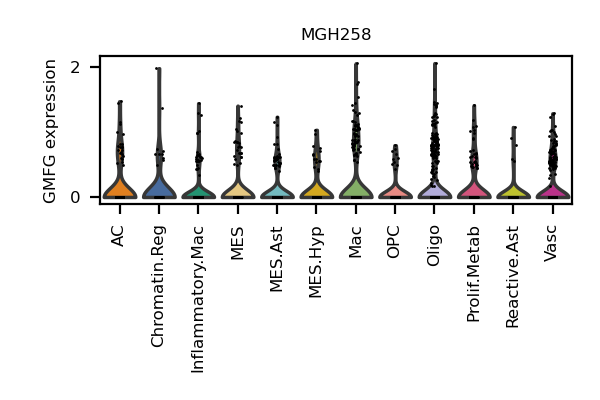 MGH258
GMFG expression
2
0
AC
Chromatin.Reg
Inflammatory.Mac
MES
MES.Ast
MES.Hyp
Mac
OPC
Oligo
Prolif.Metab
Reactive.Ast
Vasc